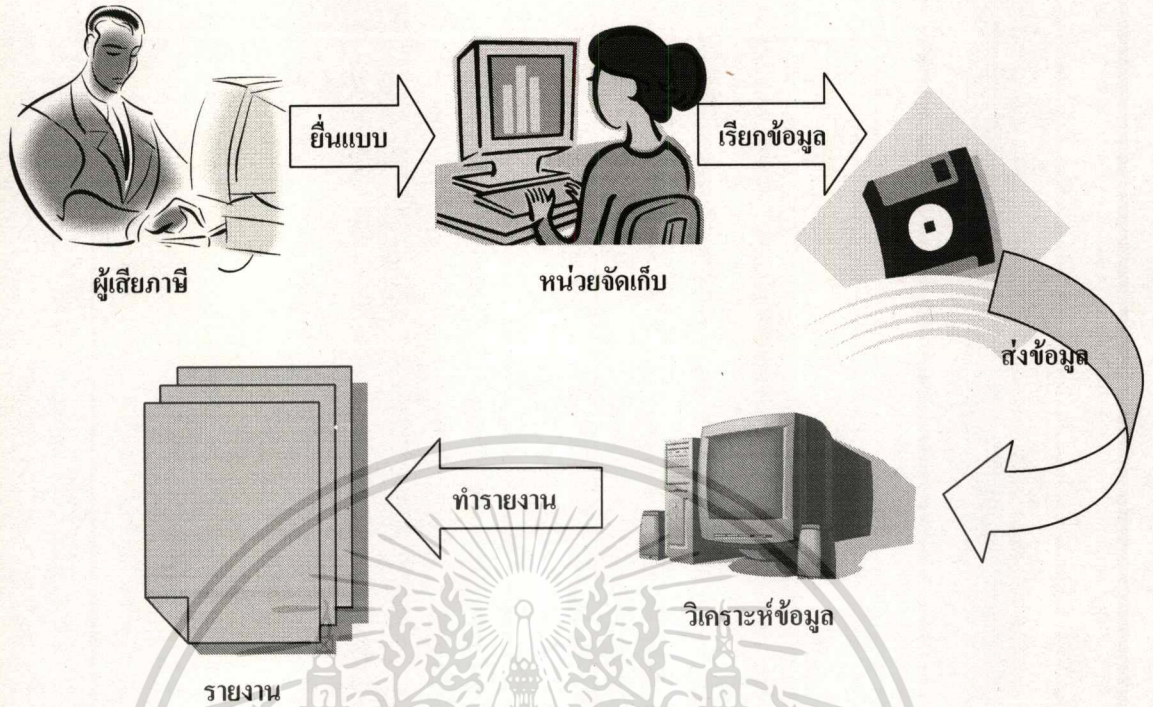 ยื่นแบบ
เรียกข้อมูล
ผู้เสียภาษี
หน่วยจัดเก็บ
ส่งข้อมูล
ทำรายงาน
วิเคราะห์ข้อมูล
รายงาน